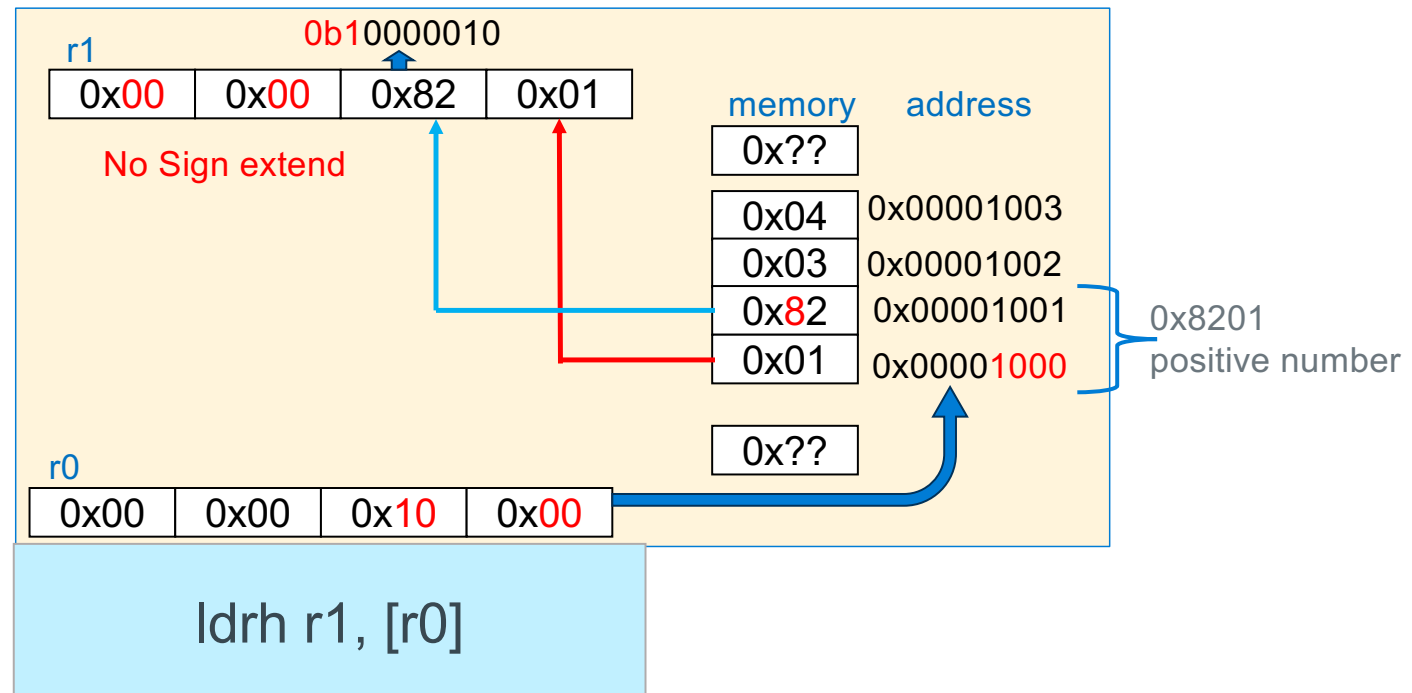 0b10000010
r1
0x00 0x00 0x82 0x01
No Sign extend
memory address
0x??
0x04 0x00001003
0x03 0x00001002
0x82 0x00001001
0x01 0x00001000
0x8201
positive number
0x??
r0
0x00 0x00 0x10 0x00
ldrh r1, [r0]